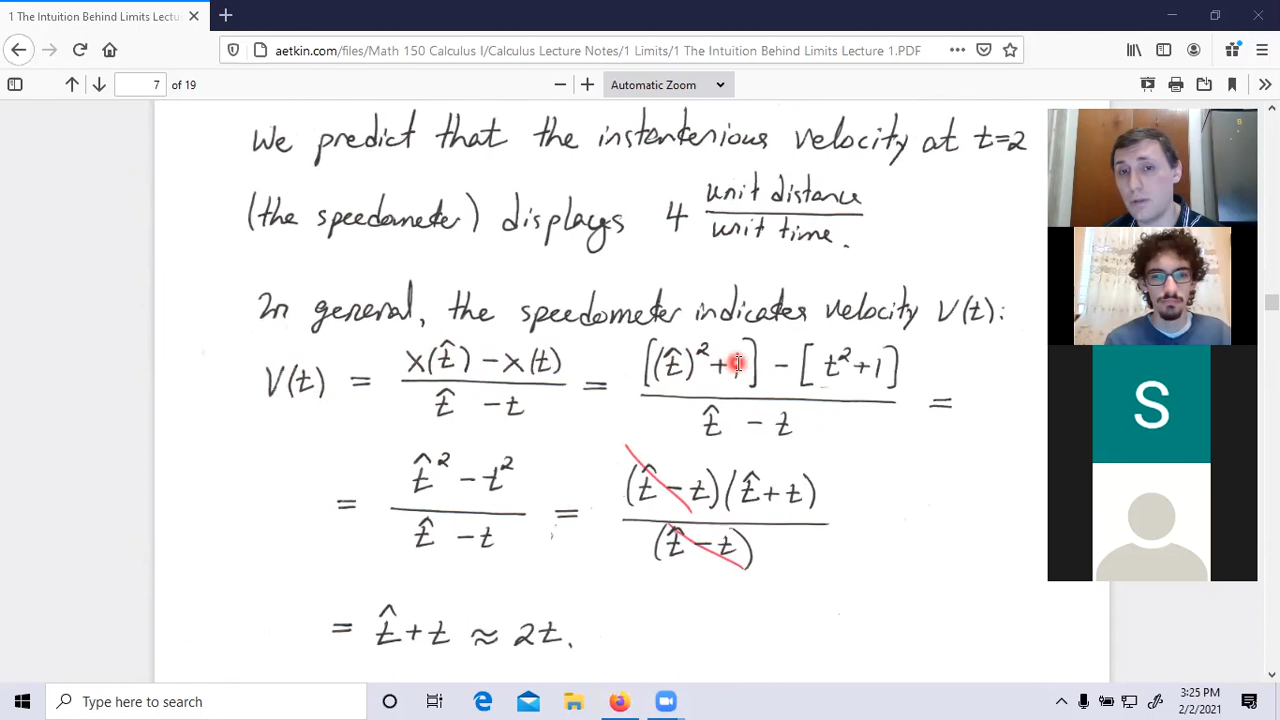 1 The Intuition Behind Limits Lectu
aetkin.com/files/Math 150 Calculus I/Calculus Lecture Notes/1 Limits/1 The Intuition Behind Limits Lecture 1.PDF
7 of 19
Automatic Zoom
We predict that the instantenious velocity at t=2
(the speedometer) displays 4 unit distance / unit time.
In general, the speedometer indicates velocity V(t):
V(t) = (x(t̂) − x(t)) / (t̂ − t) = ([(t̂)² + 1] − [t² + 1]) / (t̂ − t) =
= (t̂² − t²) / (t̂ − t) = ((t̂ − t)(t̂ + t)) / (t̂ − t)
= t̂ + t ≈ 2t.
S
Type here to search
3:25 PM
2/2/2021